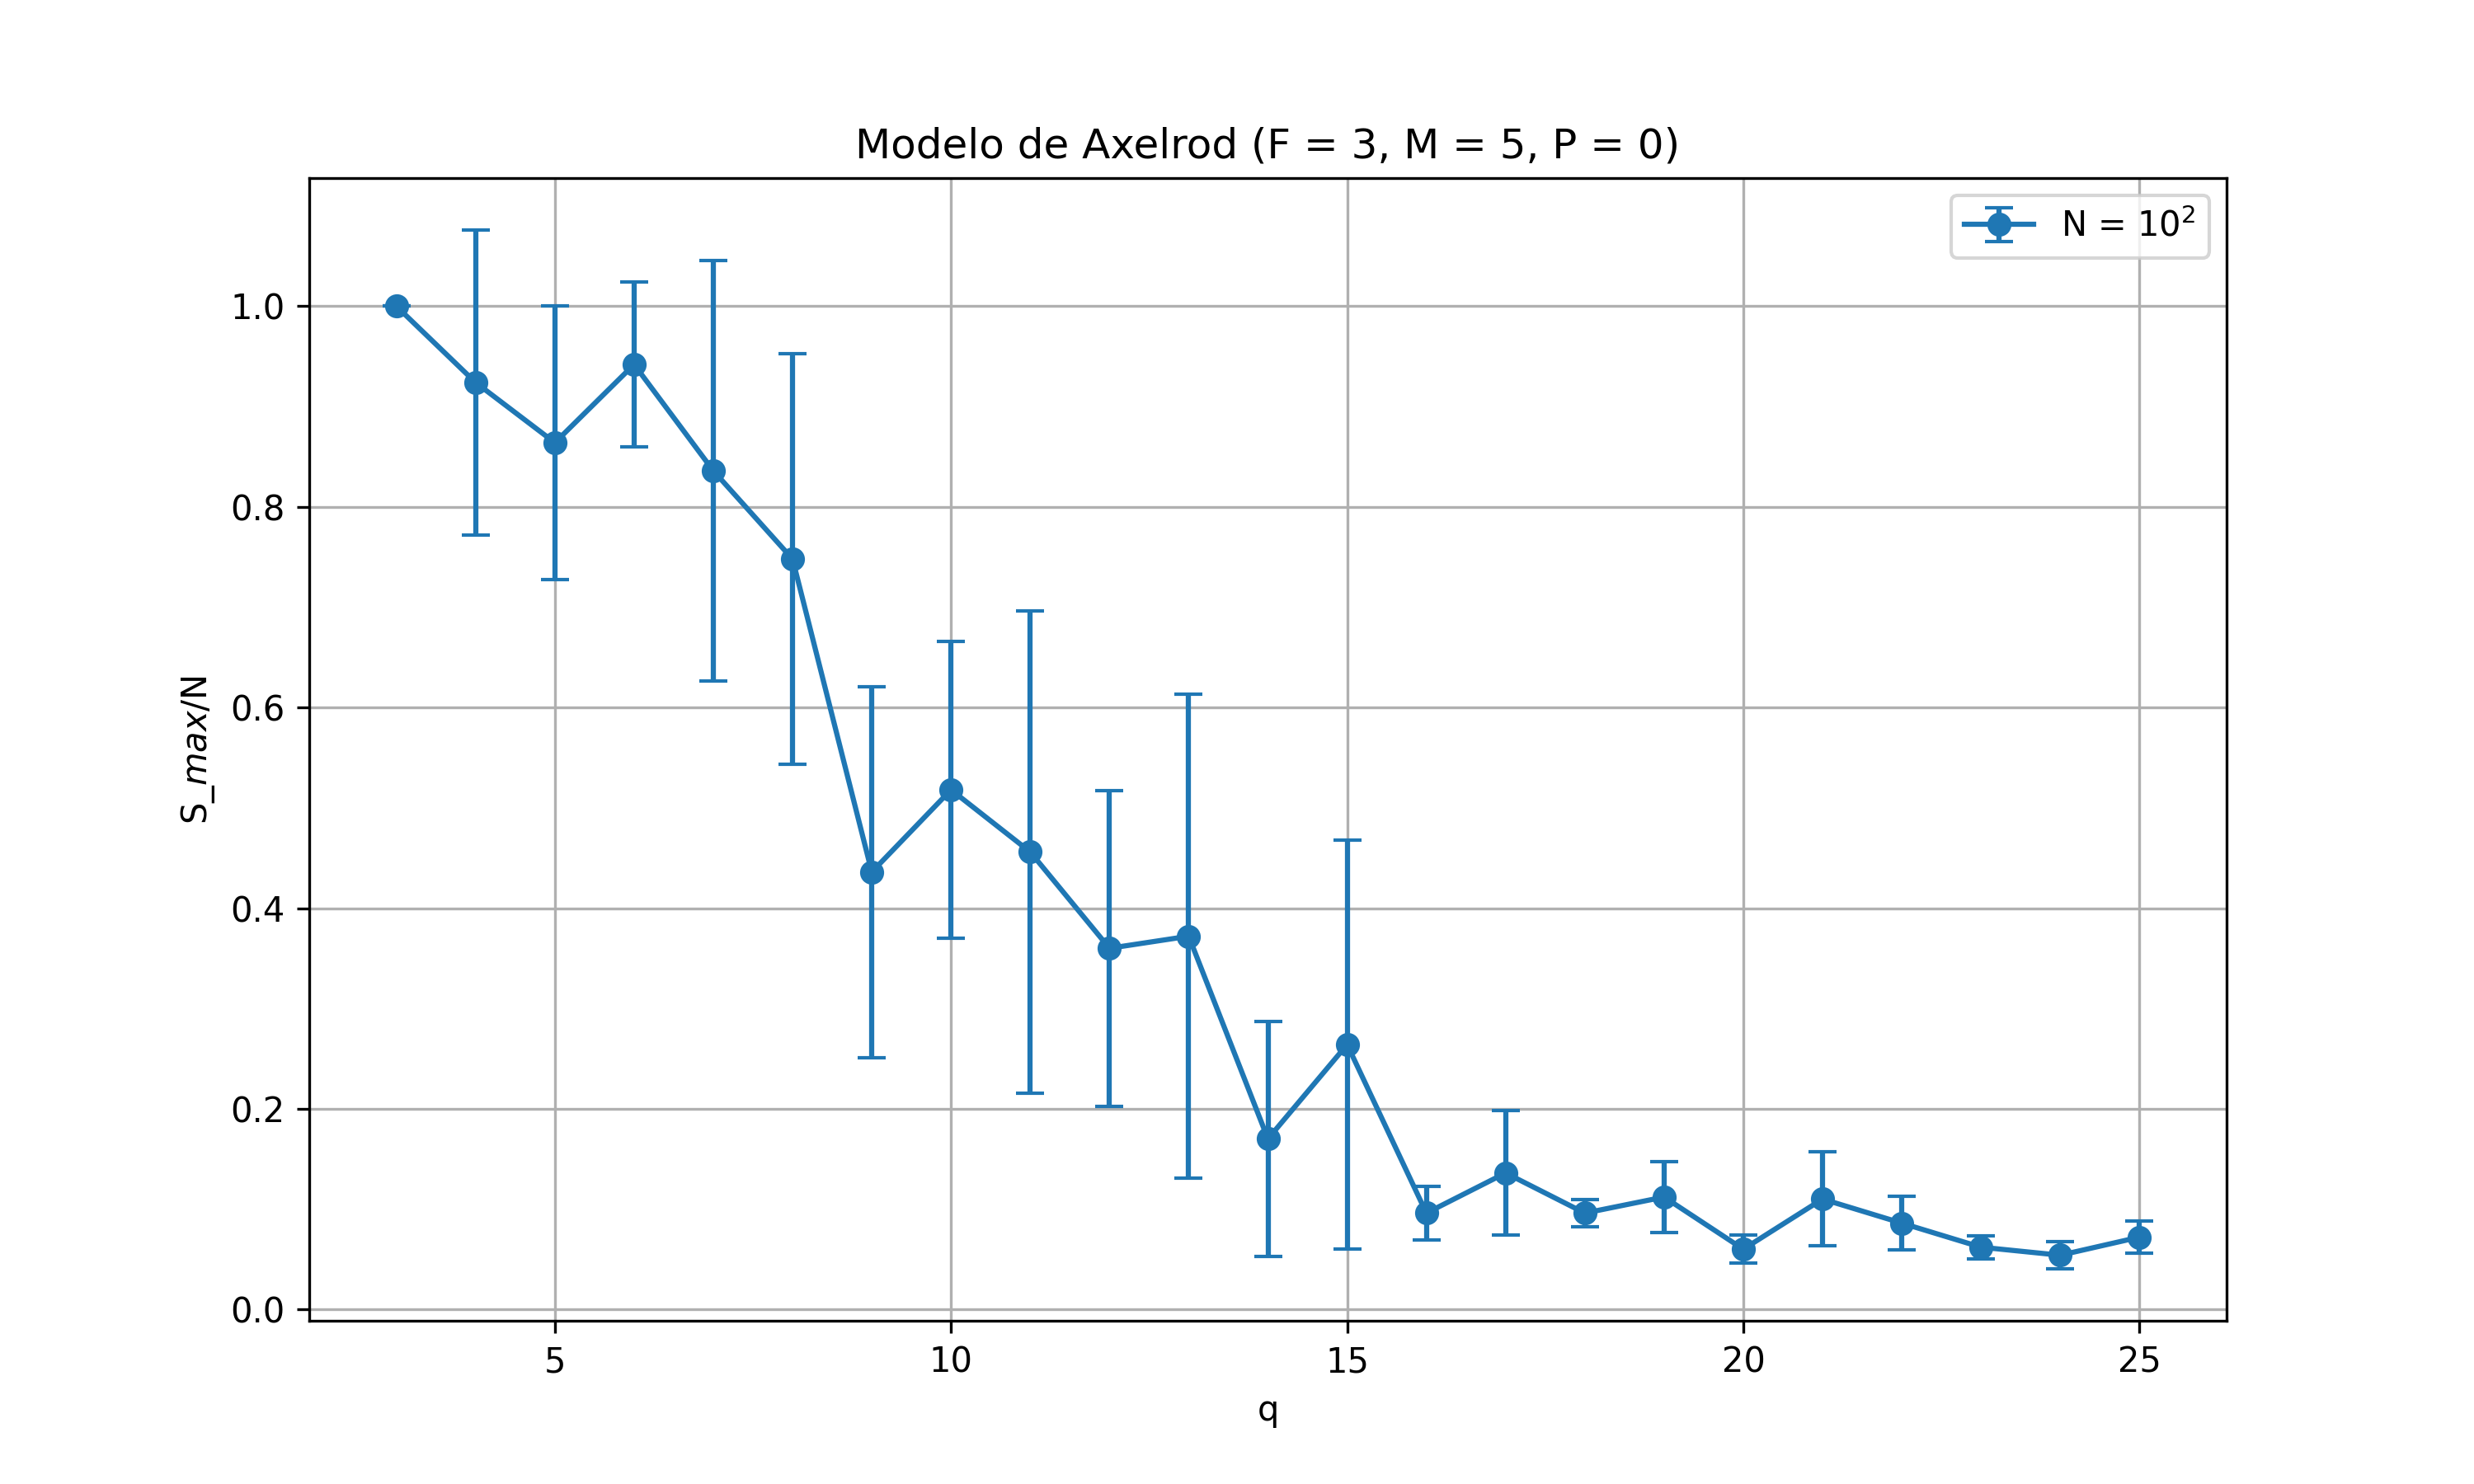 Modelo de Axelrod (F = 3, M = 5, P = 0)
N = 10²
S_max/N
1.0
0.8
0.6
0.4
0.2
0.0
5 10 15 20 25
q